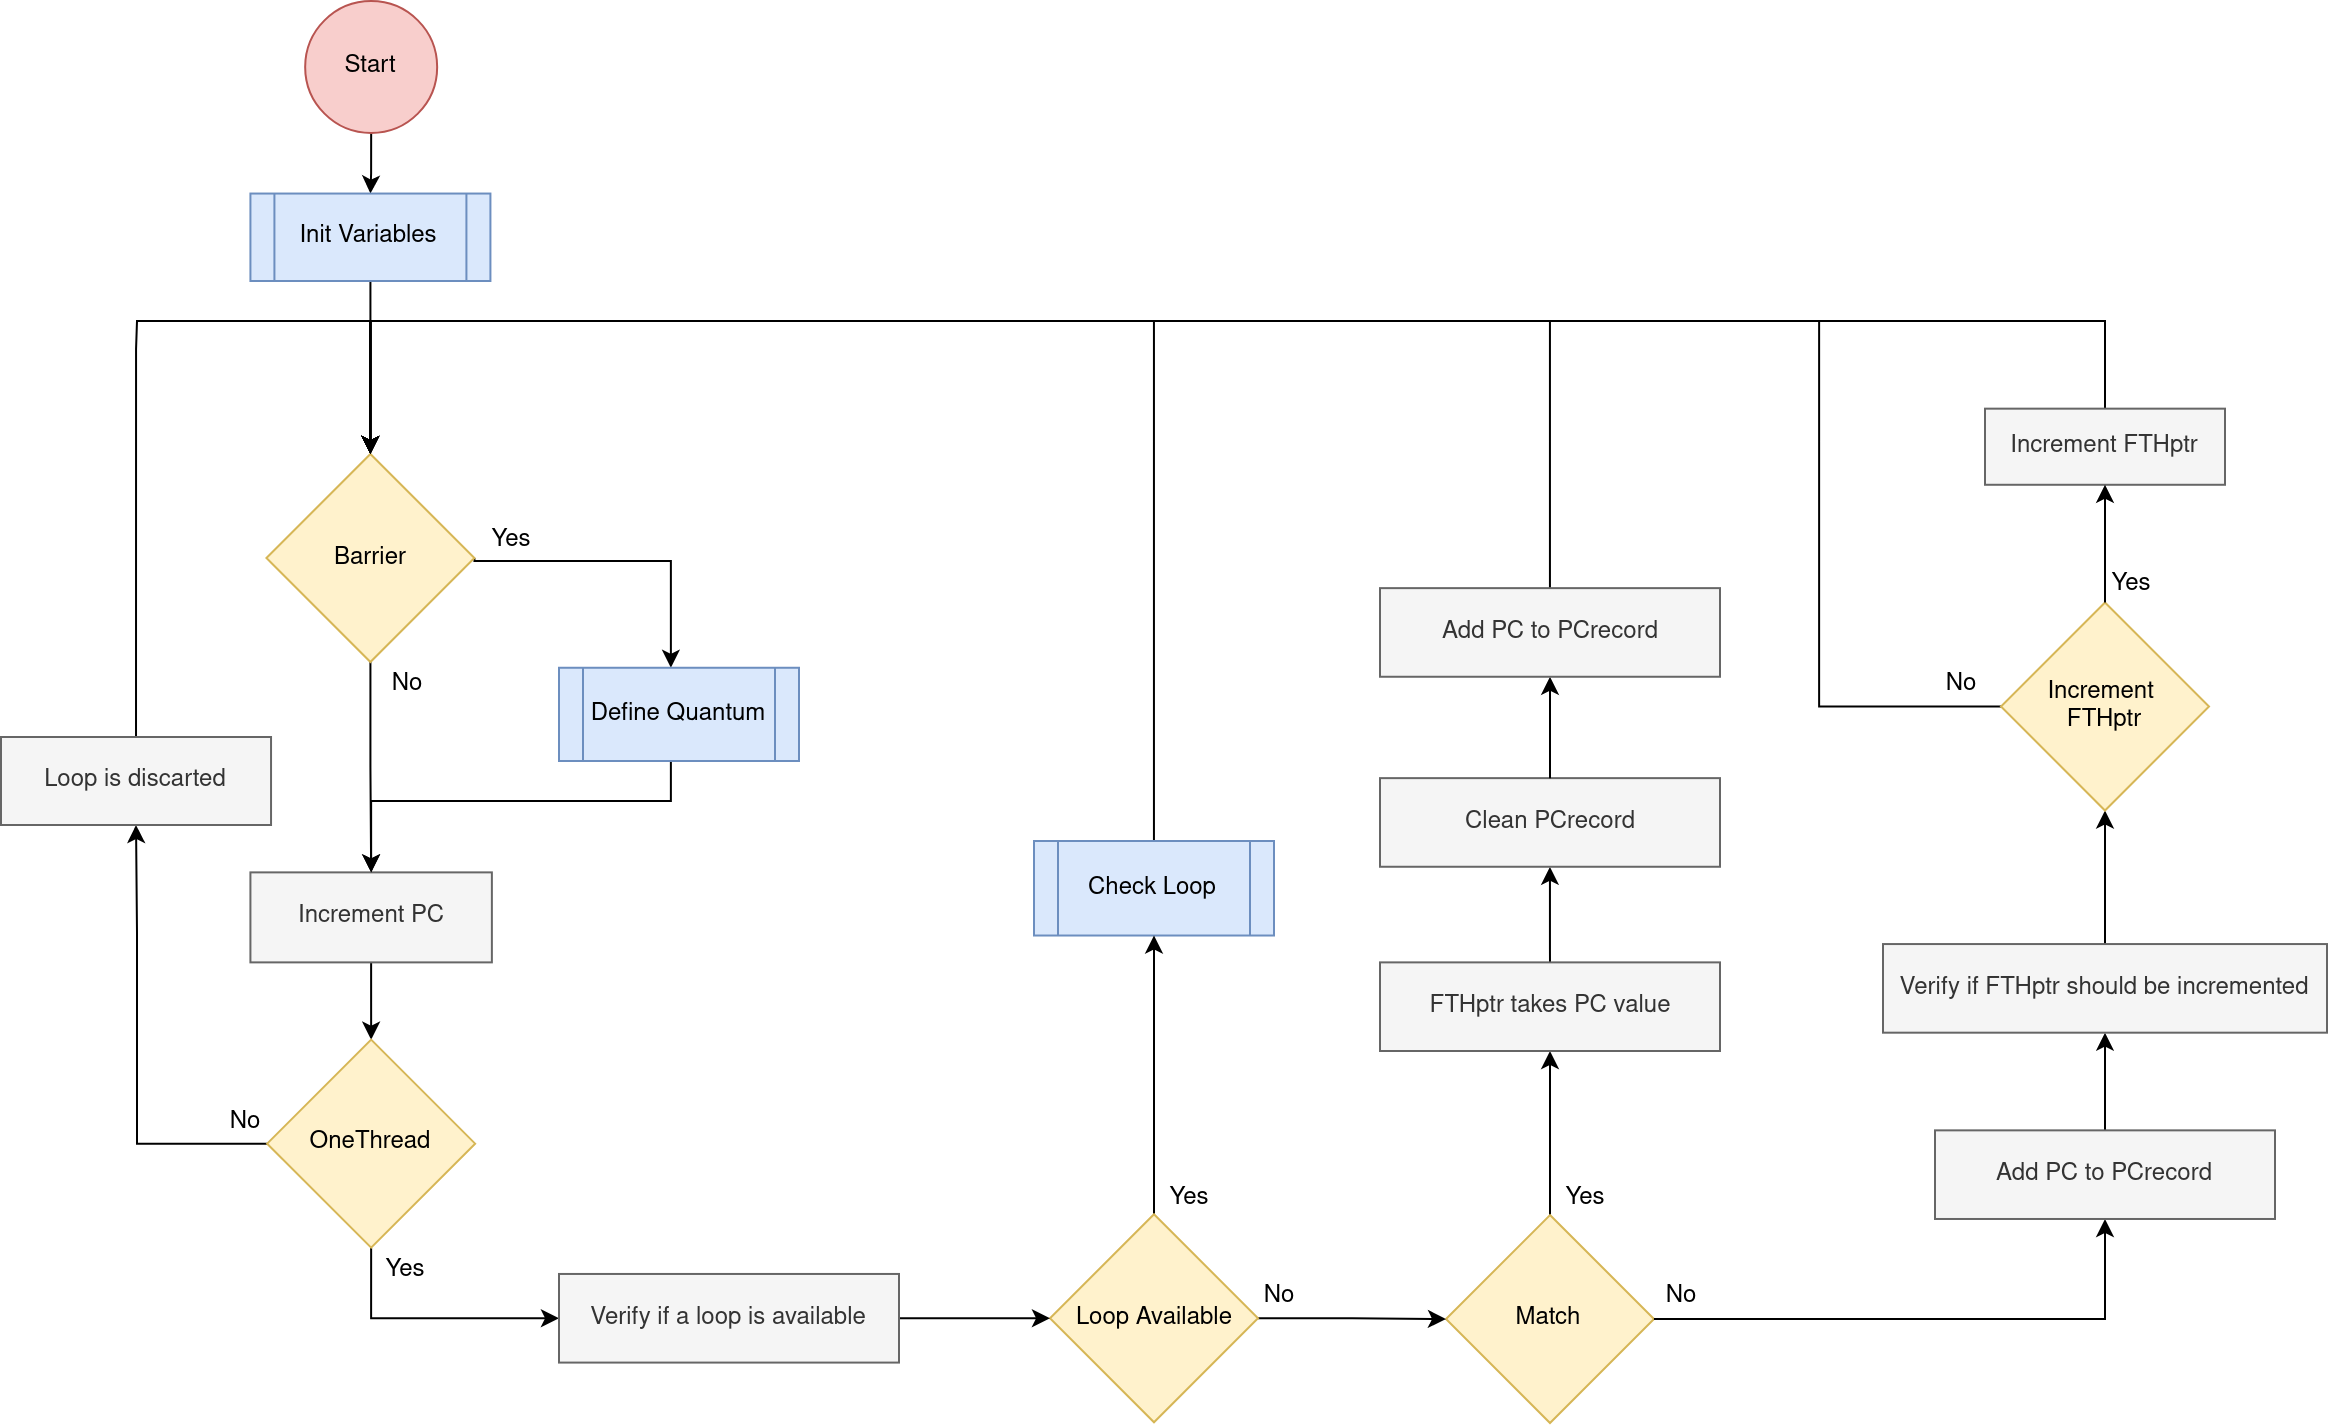 Start
Init Variables
Barrier
Yes
No
Define Quantum
Loop is discarted
Increment PC
No
OneThread
Yes
Verify if a loop is available
Check Loop
Yes
Loop Available
No
Add PC to PCrecord
Clean PCrecord
FTHptr takes PC value
Yes
Match
No
Increment FTHptr
Yes
No
Increment
FTHptr
Verify if FTHptr should be incremented
Add PC to PCrecord